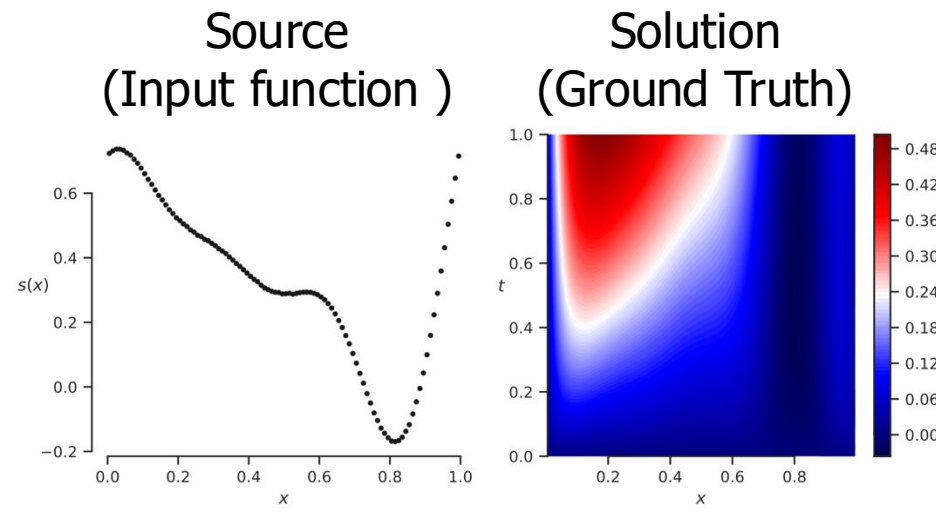 Source
(Input function )
0.6
0.4
s(x)
0.2
0.0
−0.2
0.0 0.2 0.4 0.6 0.8 1.0
x
Solution
(Ground Truth)
1.0
0.8
0.6
t
0.4
0.2
0.0
0.2 0.4 0.6 0.8
x
0.48
0.42
0.36
0.30
0.24
0.18
0.12
0.06
0.00